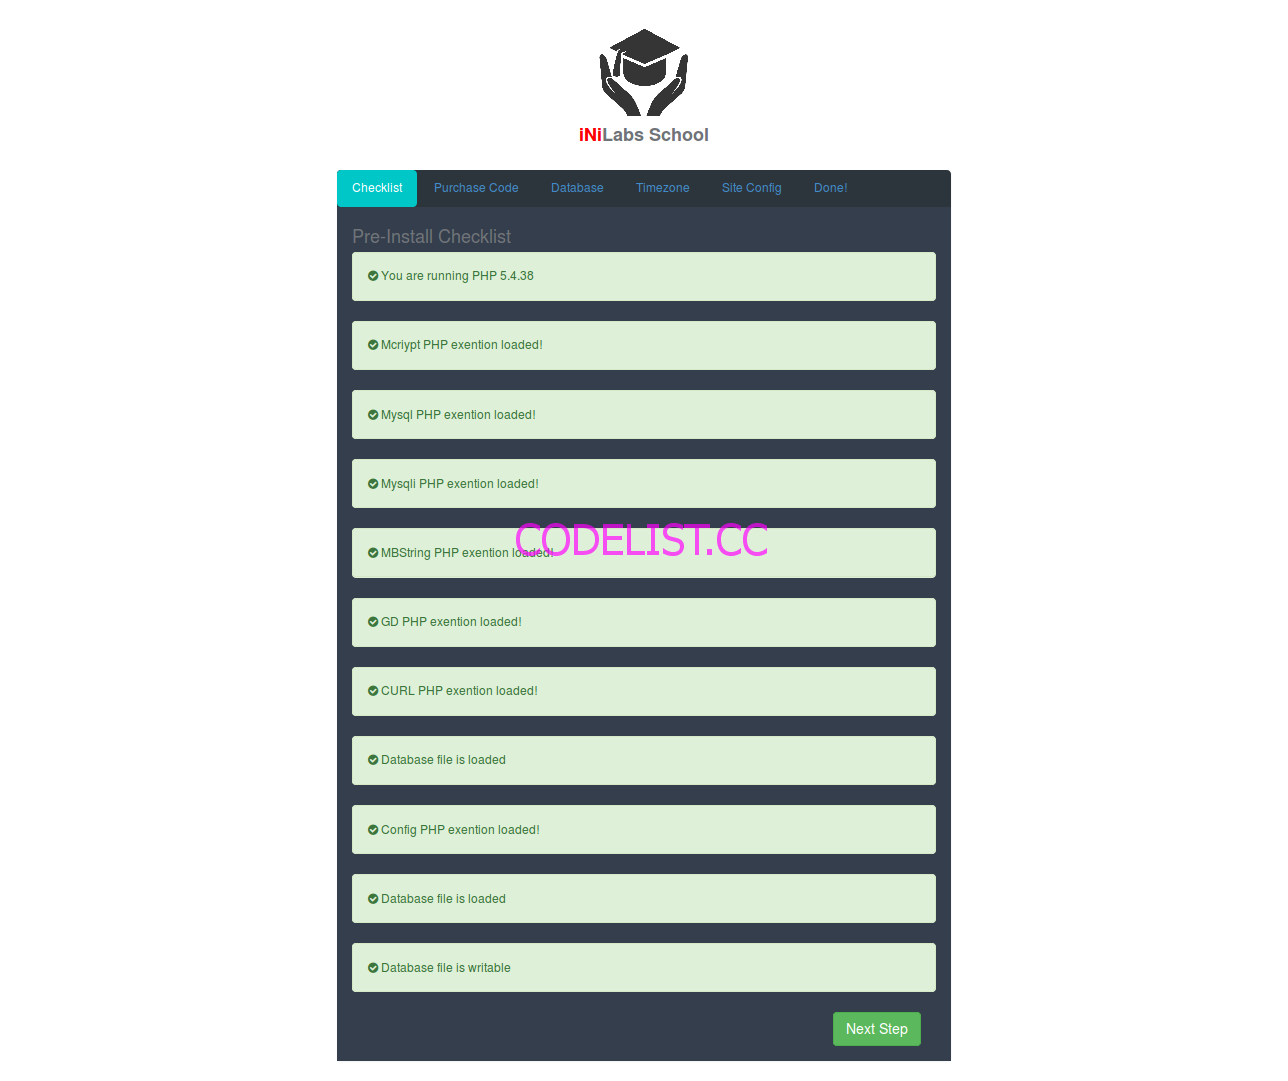 iNiLabs School
Checklist Purchase Code Database Timezone Site Config Done!
Pre-Install Checklist
You are running PHP 5.4.38
Mcriypt PHP exention loaded!
Mysql PHP exention loaded!
Mysqli PHP exention loaded!
CODELIST.CC
MBString PHP exention loaded!
GD PHP exention loaded!
CURL PHP exention loaded!
Database file is loaded
Config PHP exention loaded!
Database file is loaded
Database file is writable
Next Step